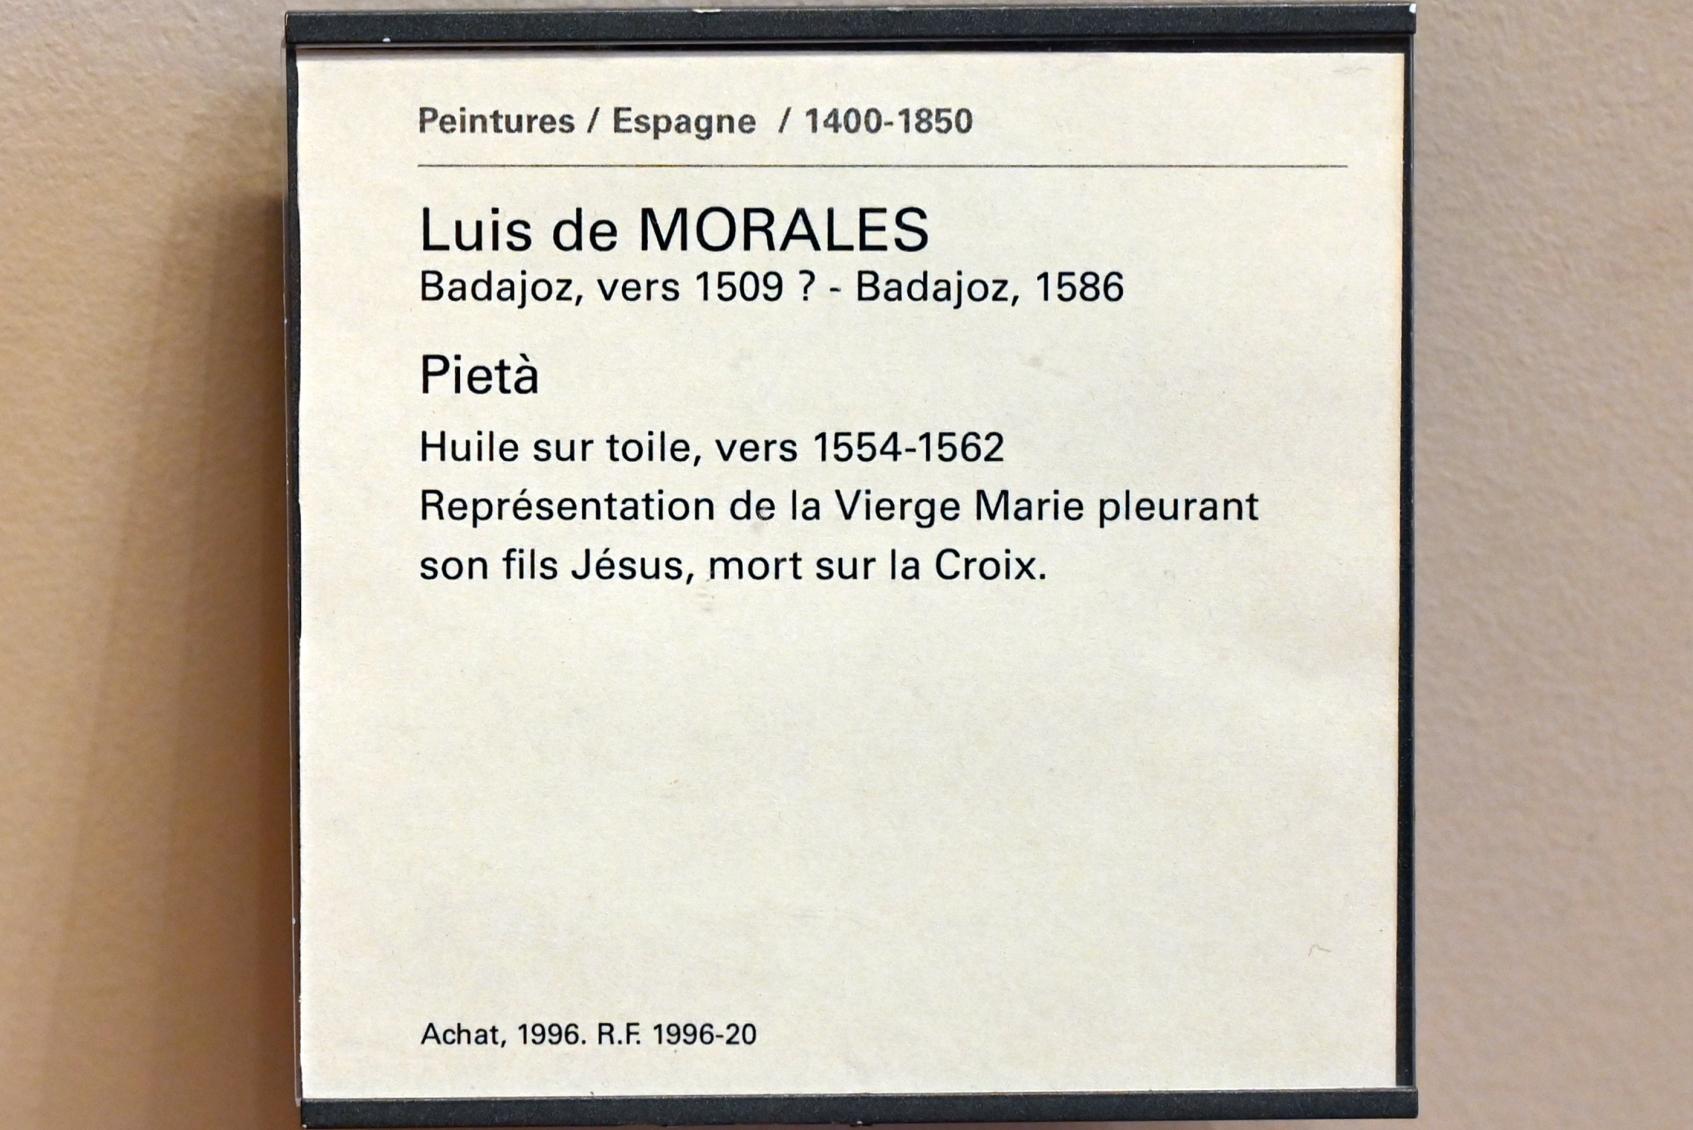 Peintures / Espagne / 1400-1850
Luis de MORALES
Badajoz, vers 1509 ? - Badajoz, 1586
Pietà
Huile sur toile, vers 1554-1562
Représentation de la Vierge Marie pleurant
son fils Jésus, mort sur la Croix.
Achat, 1996. R.F. 1996-20